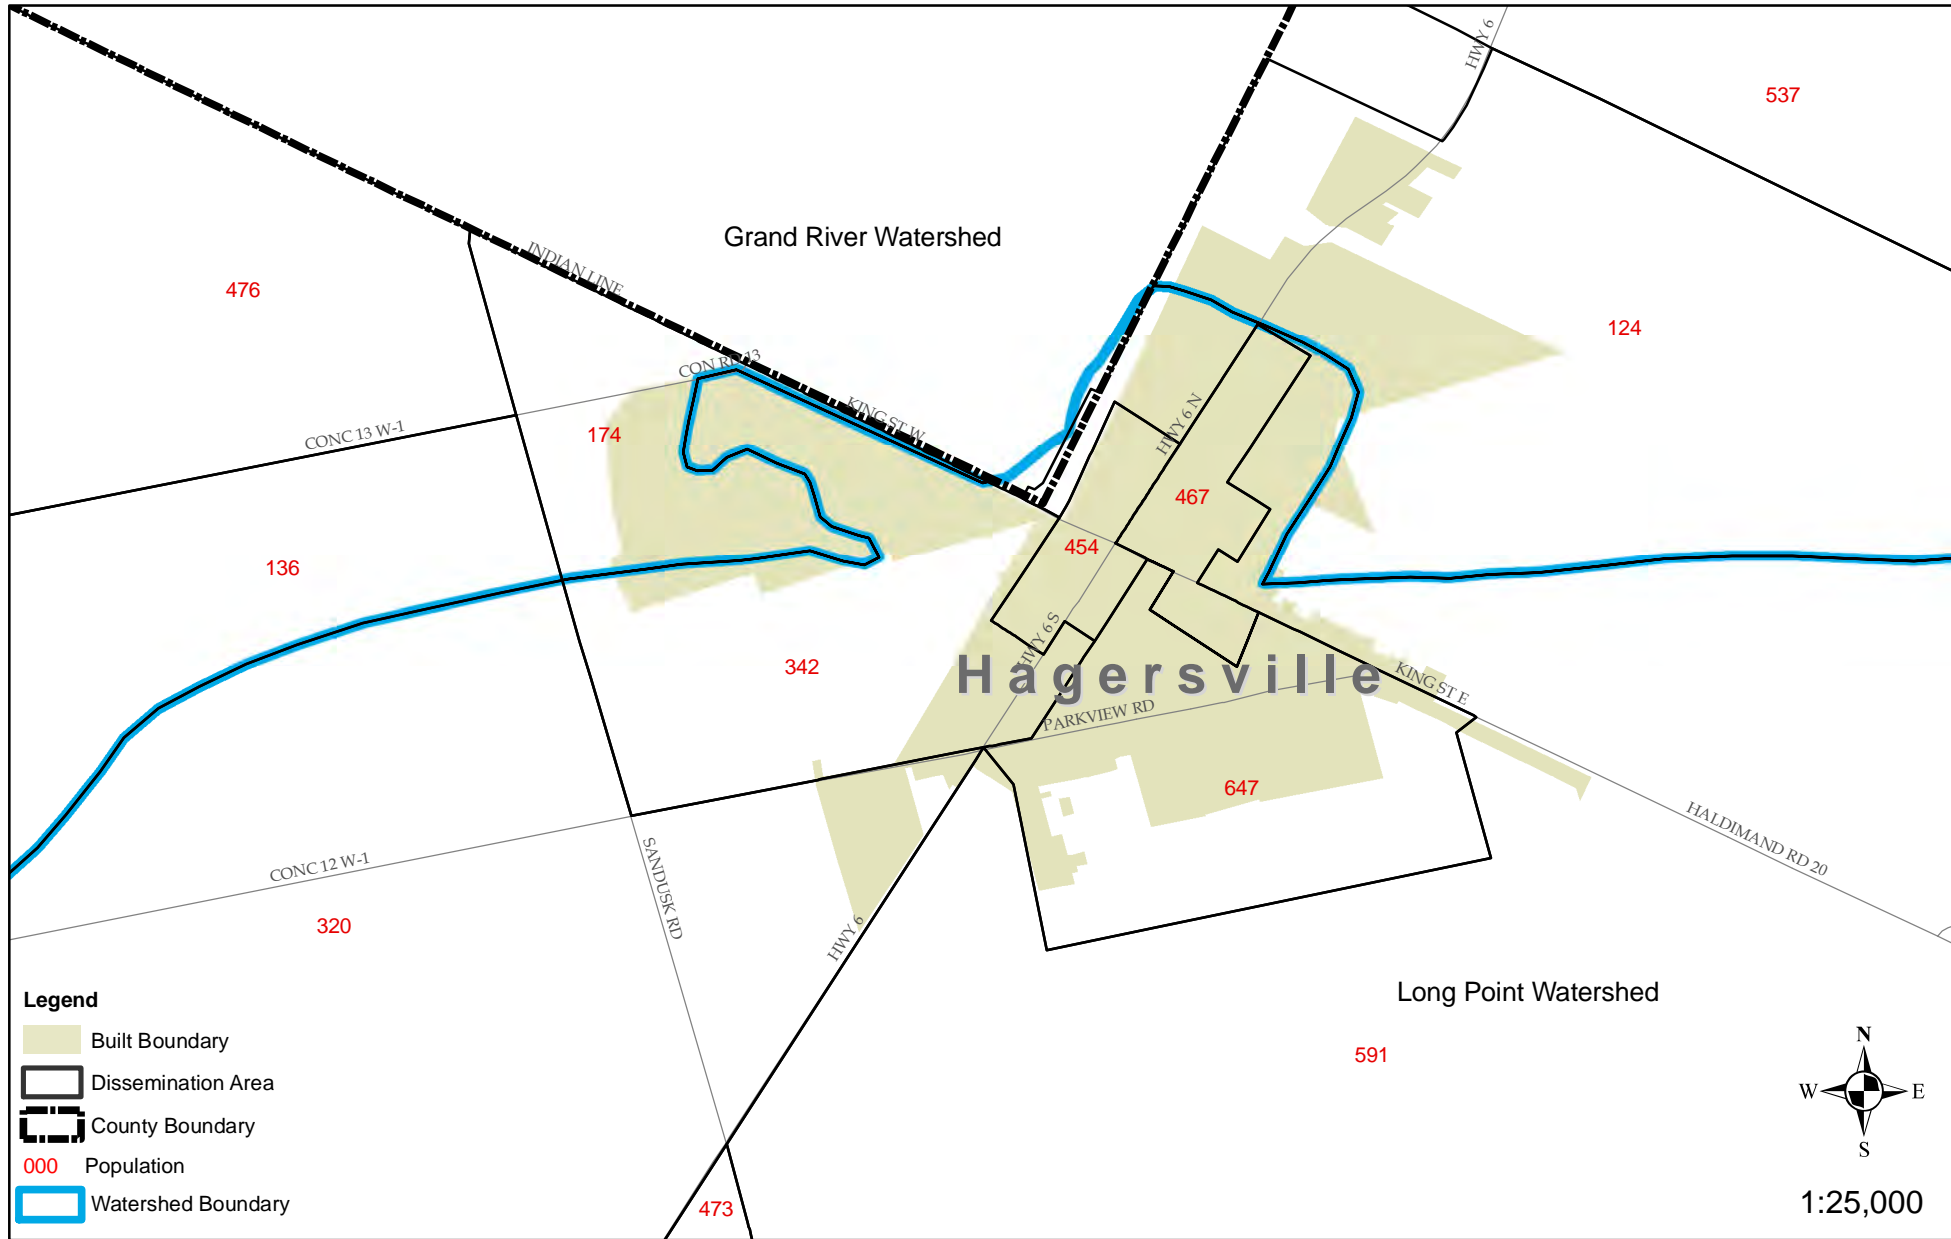 HWY 6
537
Grand River Watershed
INDIAN LINE
476
124
CON RD 13
KING ST W
HWY 6 N
174
CONC 13 W-1
467
454
136
HWY 6 S
342
Hagersville
KING ST E
PARKVIEW RD
647
HALDIMAND RD 20
CONC 12 W-1
SANDUSK RD
320
HWY 6
Long Point Watershed
591
Legend
Built Boundary
Dissemination Area
County Boundary
000 Population
Watershed Boundary
473
N
W E
S
1:25,000